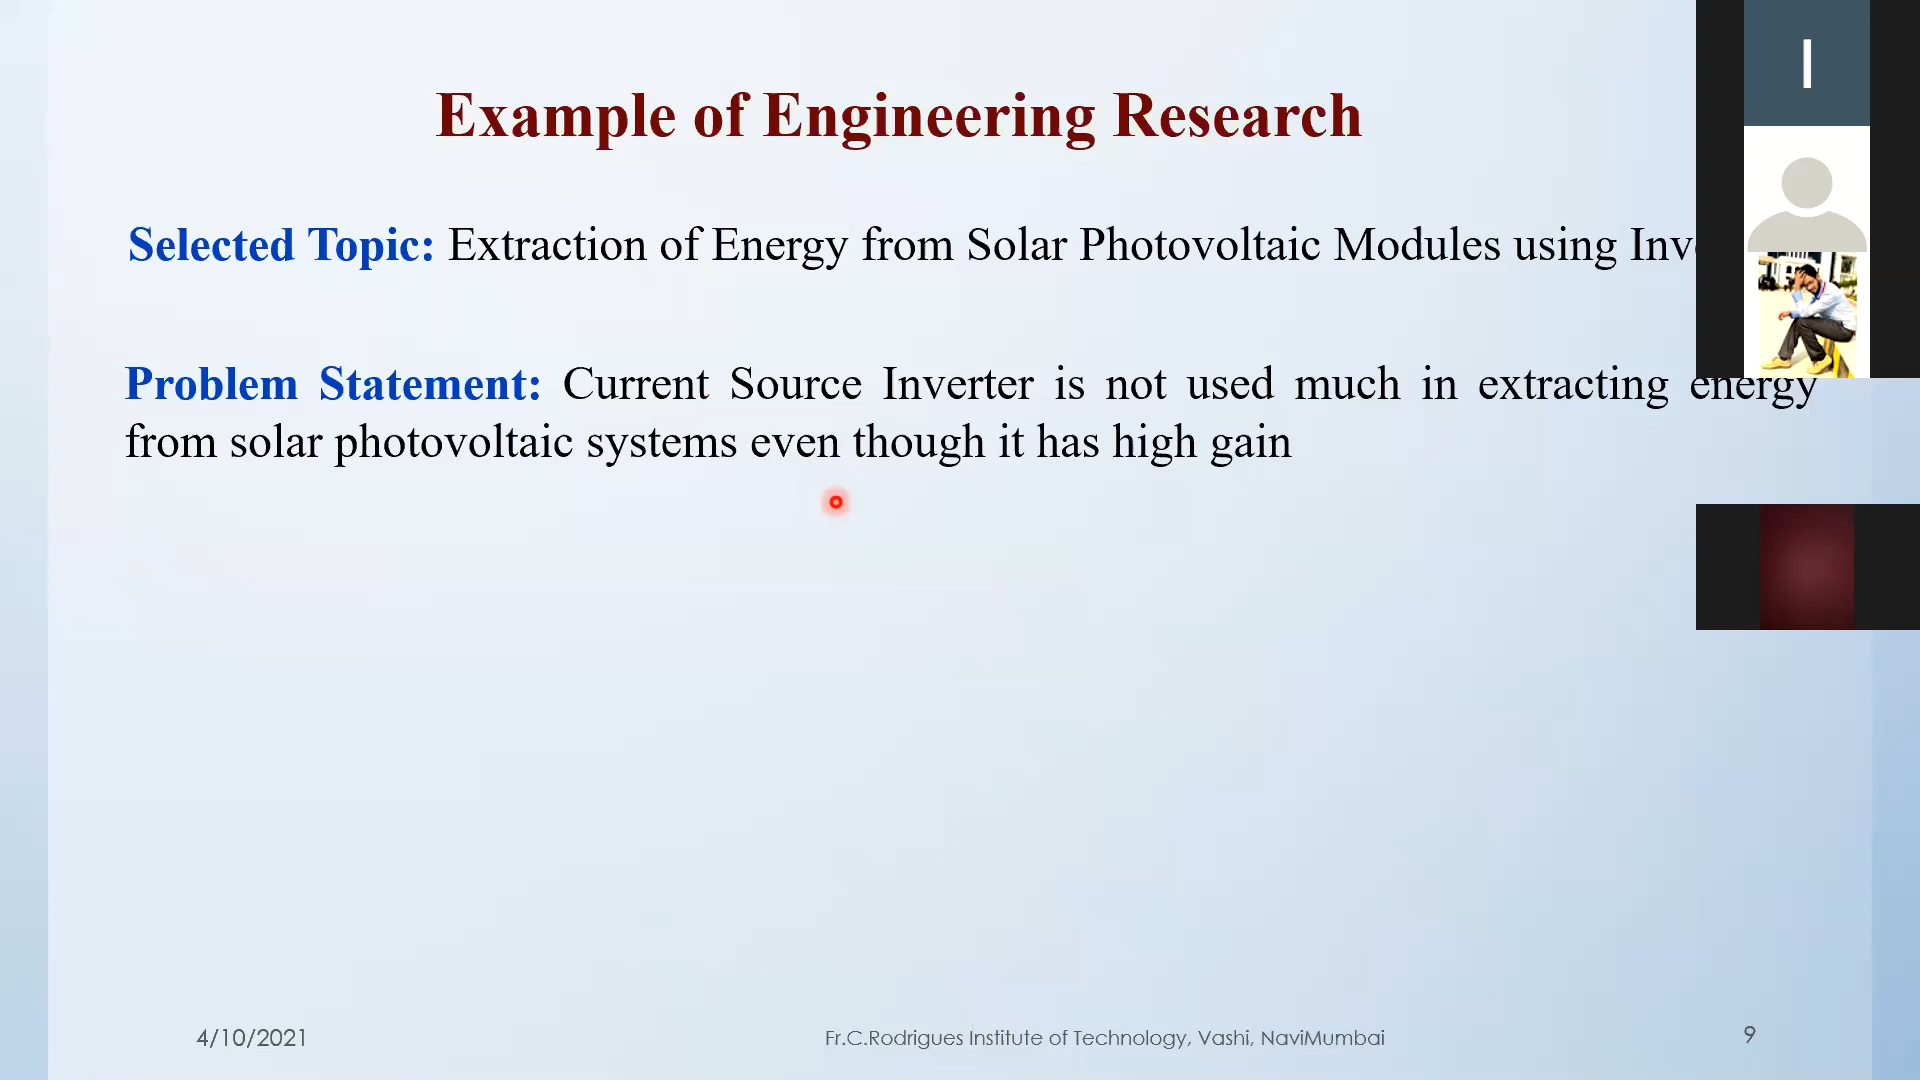 Example of Engineering Research
I
Selected Topic: Extraction of Energy from Solar Photovoltaic Modules using
Problem Statement: Current Source Inverter is not used much in extracting energy
from solar photovoltaic systems even though it has high gain
4/10/2021
Fr.C.Rodrigues Institute of Technology, Vashi, NaviMumbai
9